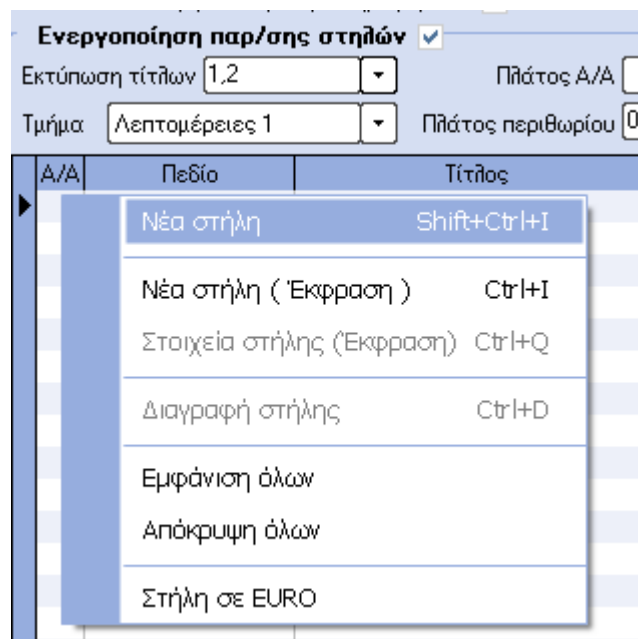 Ενεργοποίηση παρ/σης στηλών
Εκτύπωση τίτλων 1,2 Πλάτος Α/Α
Τμήμα Λεπτομέρειες 1 Πλάτος περιθωρίου 0
Α/Α Πεδίο Τίτλος
Νέα στήλη Shift+Ctrl+I
Νέα στήλη ( Έκφραση ) Ctrl+I
Στοιχεία στήλης (Έκφραση) Ctrl+Q
Διαγραφή στήλης Ctrl+D
Εμφάνιση όλων
Απόκρυψη όλων
Στήλη σε EURO